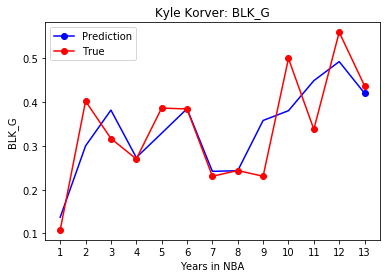 Kyle Korver: BLK_G
Prediction
True
BLK_G
0.5
0.4
0.3
0.2
0.1
1 2 3 4 5 6 7 8 9 10 11 12 13
Years in NBA